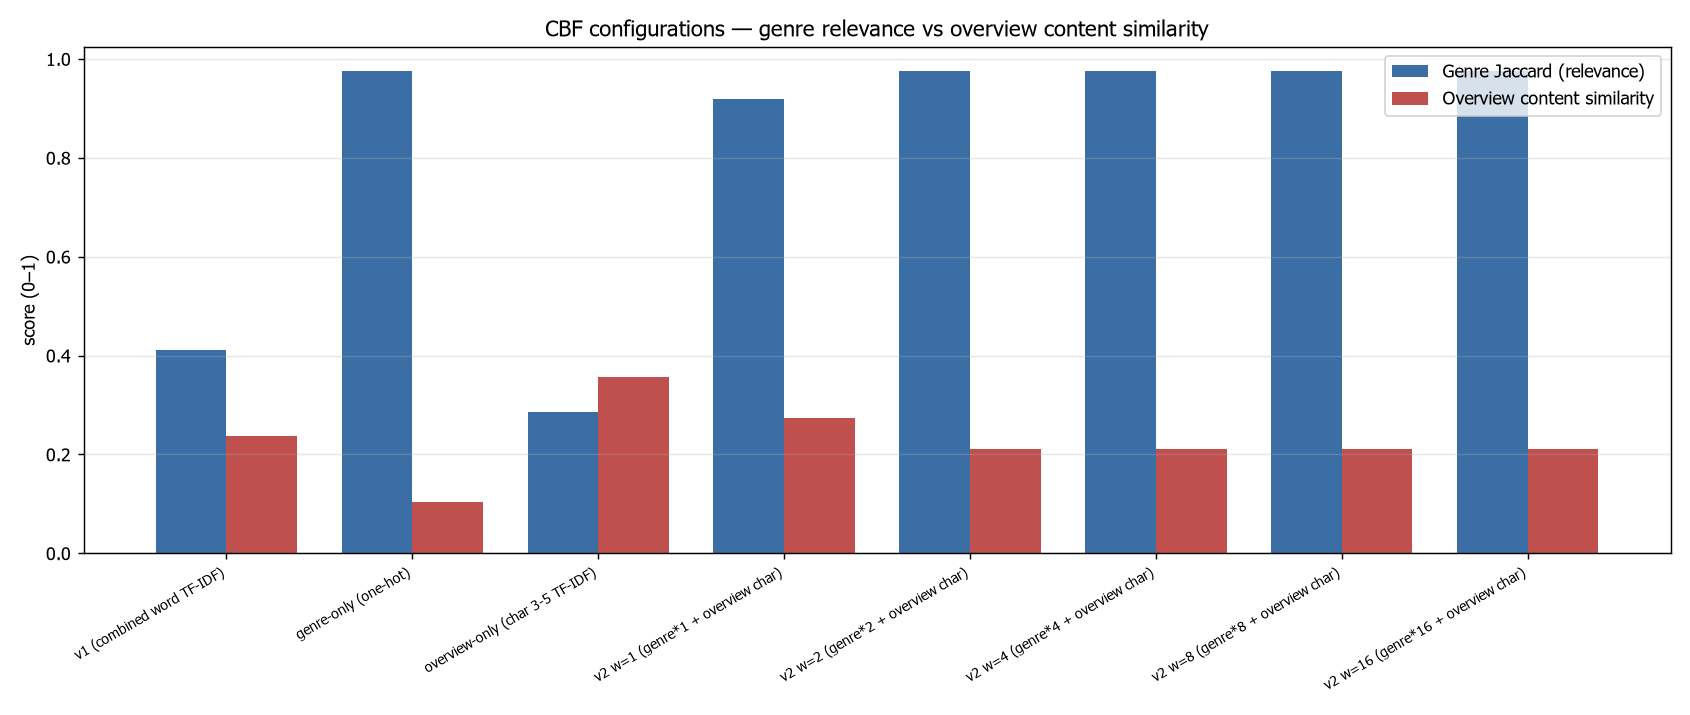 CBF configurations — genre relevance vs overview content similarity
Genre Jaccard (relevance)
Overview content similarity
score (0–1)
1.0
0.8
0.6
0.4
0.2
0.0
v1 (combined word TF-IDF)
genre-only (one-hot)
overview-only (char 3-5 TF-IDF)
v2 w=1 (genre*1 + overview char)
v2 w=2 (genre*2 + overview char)
v2 w=4 (genre*4 + overview char)
v2 w=8 (genre*8 + overview char)
v2 w=16 (genre*16 + overview char)